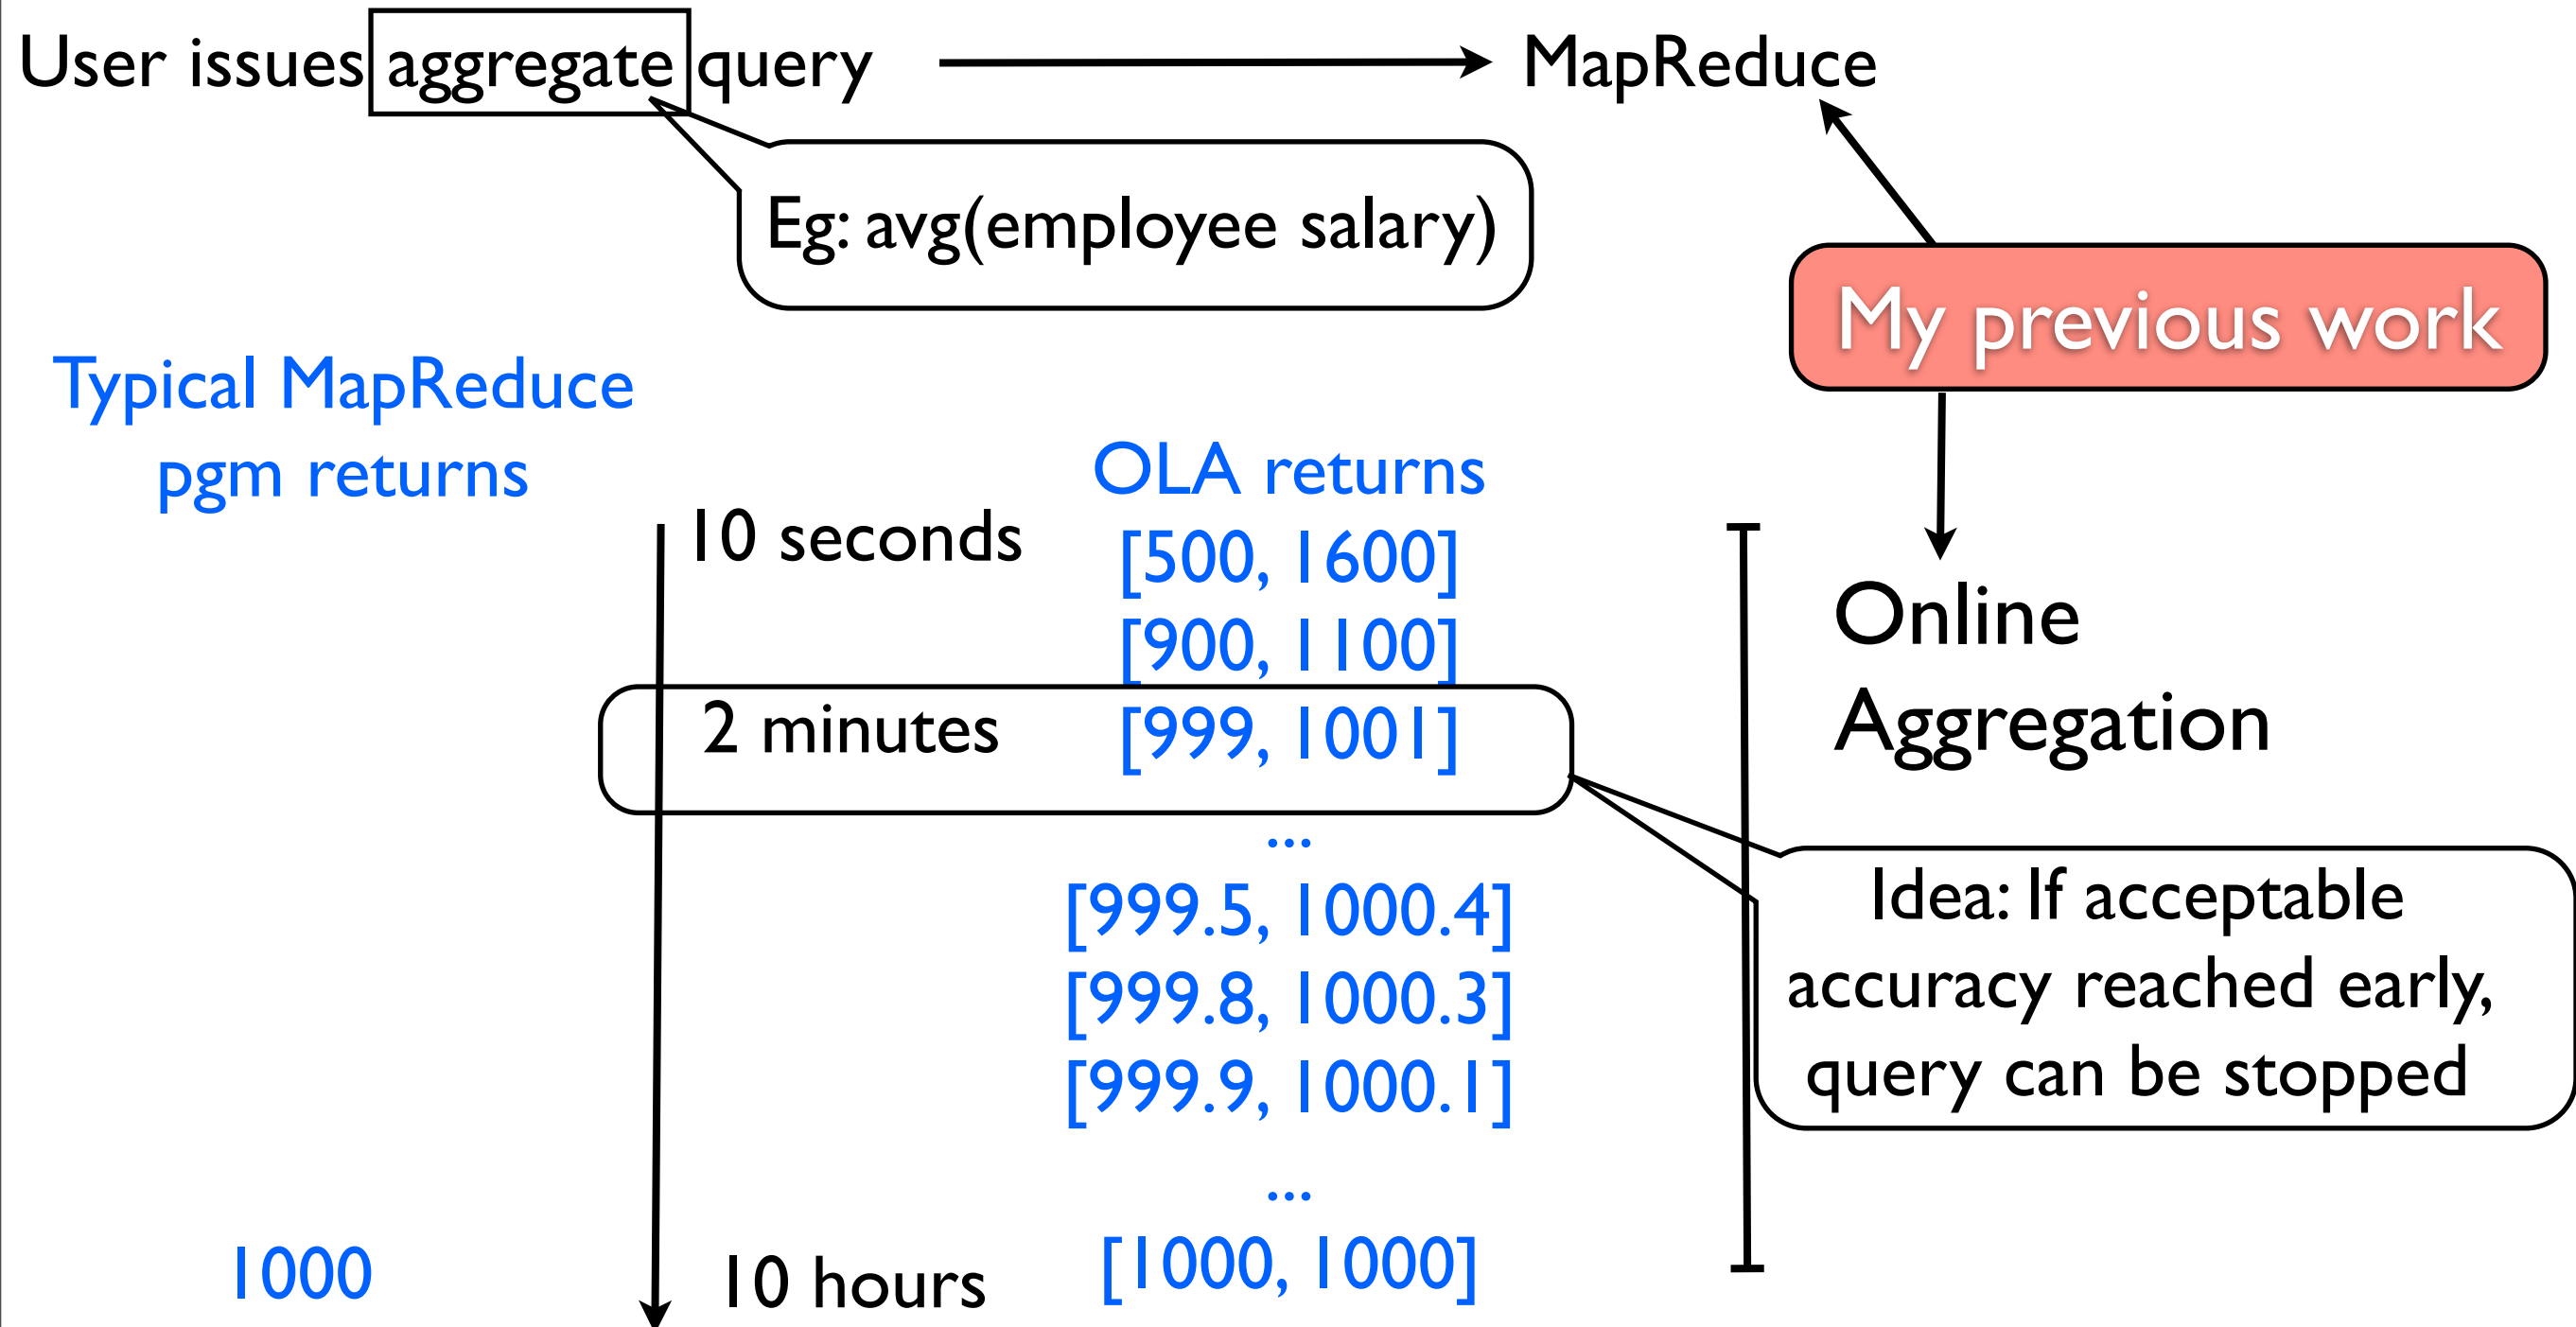 User issues aggregate query
MapReduce
Eg: avg(employee salary)
My previous work
Typical MapReduce
pgm returns
OLA returns
10 seconds
[500, 1600]
[900, 1100]
2 minutes
[999, 1001]
...
[999.5, 1000.4]
[999.8, 1000.3]
[999.9, 1000.1]
...
1000
10 hours
[1000, 1000]
Online
Aggregation
Idea: If acceptable
accuracy reached early,
query can be stopped